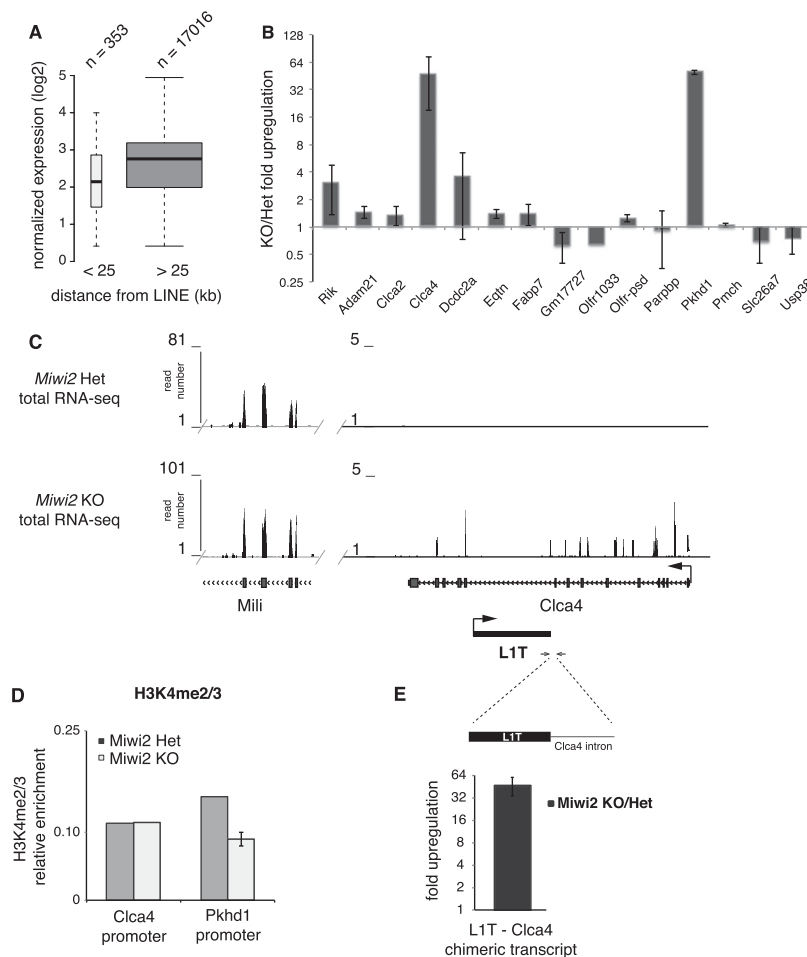 A
n = 353
n = 17016
normalized expression (log2)
5
4
3
2
1
0
< 25
> 25
distance from LINE (kb)
B
KO/Het fold upregulation
128
64
32
16
8
4
2
1
0.5
0.25
Rik
Adam21
Clca2
Clca4
Dcdc2a
Eqtn
Fabp7
Gm17727
Olfr1033
Olfr-psd
Parpbp
Pkhd1
Pmch
Slc26a7
C
Miwi2 Het
total RNA-seq
81
read
number
1
5
1
Miwi2 KO
total RNA-seq
101
read
number
1
5
1
Mili
Clca4
L1T
D
H3K4me2/3
H3K4me2/3
relative enrichment
0.25
0.10
0
Miwi2 Het
Miwi2 KO
Clca4
promoter
Pkhd1
promoter
E
L1T
Clca4 intron
fold upregulation
64
32
16
8
4
2
1
Miwi2 KO/Het
L1T - Clca4
chimeric transcript